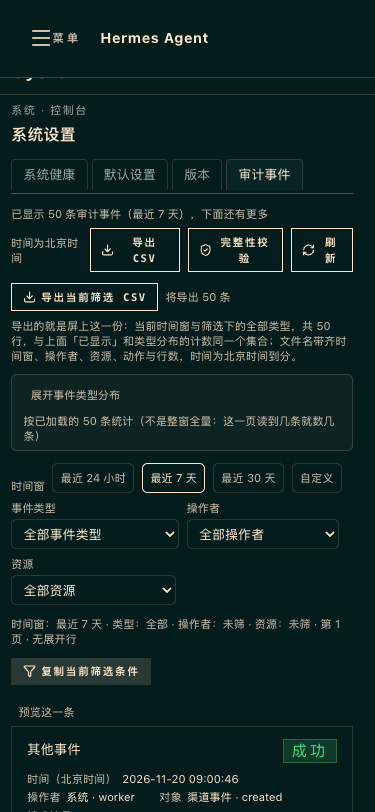 菜单 Hermes Agent
系统 · 控制台
系统设置
系统健康 默认设置 版本 审计事件
已显示 50 条审计事件（最近 7 天），下面还有更多
时间为北京时
间
导出
CSV
完整性校
验
刷
新
导出当前筛选 CSV 将导出 50 条
导出的就是屏上这一份：当前时间窗与筛选下的全部类型，共 50
行，与上面「已显示」和类型分布的计数同一个集合；文件名带齐时
间窗、操作者、资源、动作与行数，时间为北京时间到分。
展开事件类型分布
按已加载的 50 条统计（不是整窗全量：这一页读到几条就数几
条）
时间窗 最近 24 小时 最近 7 天 最近 30 天 自定义
事件类型 操作者
全部事件类型 全部操作者
资源
全部资源
时间窗：最近 7 天 · 类型：全部 · 操作者：未筛 · 资源：未筛 · 第 1
页 · 无展开行
复制当前筛选条件
预览这一条
其他事件 成功
时间（北京时间） 2026-11-20 09:00:46
操作者 系统 · worker 对象 渠道事件 · created